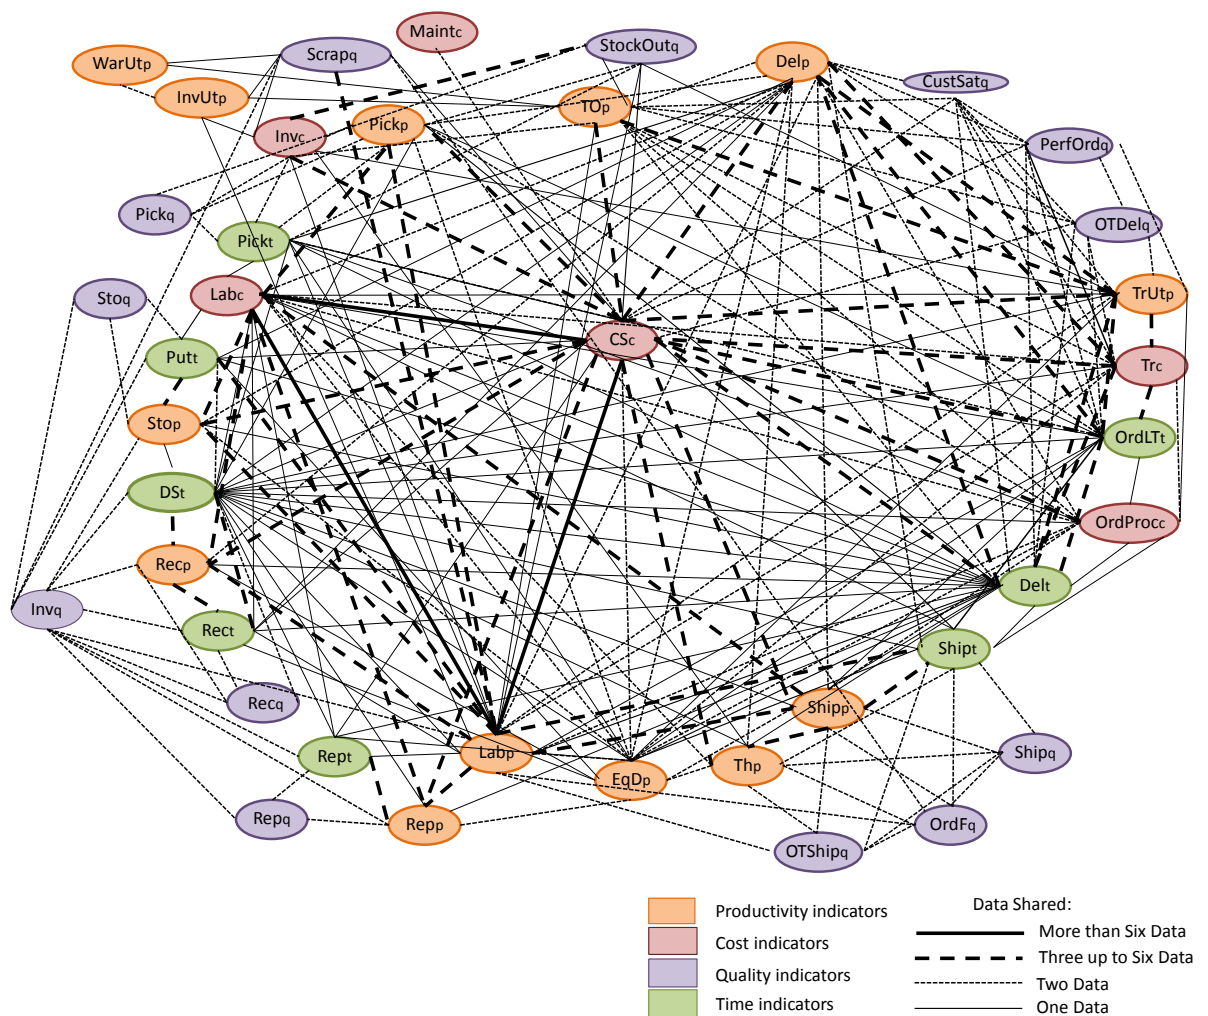 Maintc
Scrapq
StockOutq
WarUtp
Delp
CustSatq
InvUtp
TOp
Invc
Pickp
PerfOrdq
Pickq
OTDelq
Pickt
Stoq
Labc
TrUtp
CSc
Putt
Trc
Stop
OrdLTt
DSt
OrdProcc
Recp
Delt
Invq
Rect
Shipt
Recq
Shipp
Labp
Shipq
Rept
Thp
EqDp
Repq
Repp
OrdFq
OTShipq
Data Shared:
Productivity indicators
More than Six Data
Cost indicators
Three up to Six Data
Quality indicators
Two Data
Time indicators
One Data